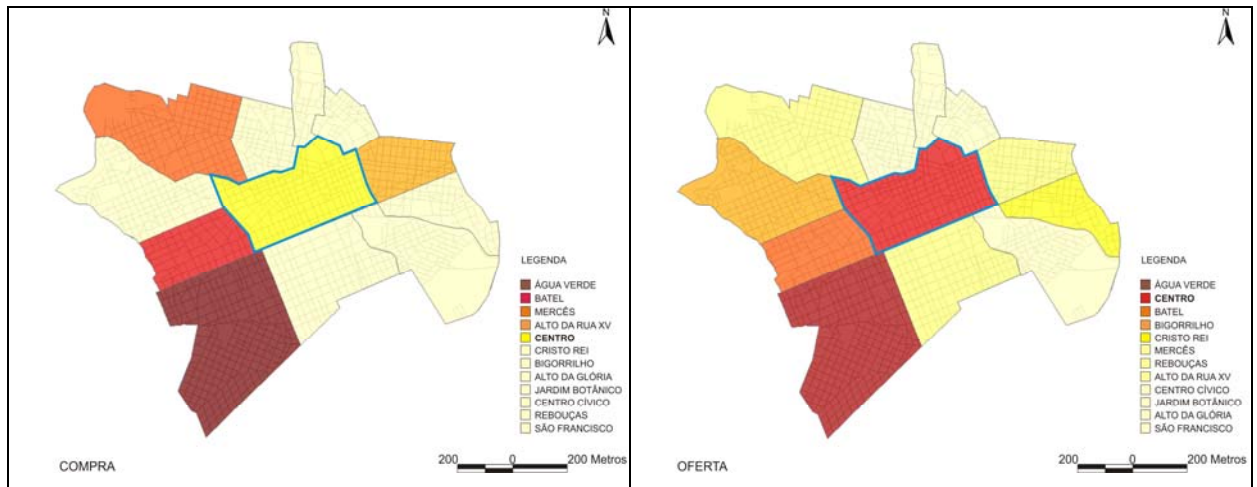 N
LEGENDA
ÁGUA VERDE
BATEL
MERCÊS
ALTO DA RUA XV
CENTRO
CRISTO REI
BIGORRILHO
ALTO DA GLÓRIA
JARDIM BOTÂNICO
CENTRO CÍVICO
REBOUÇAS
SÃO FRANCISCO
COMPRA
200 0 200 Metros
N
LEGENDA
ÁGUA VERDE
CENTRO
BATEL
BIGORRILHO
CRISTO REI
MERCÊS
REBOUÇAS
ALTO DA RUA XV
CENTRO CÍVICO
JARDIM BOTÂNICO
ALTO DA GLÓRIA
SÃO FRANCISCO
OFERTA
200 0 200 Metros